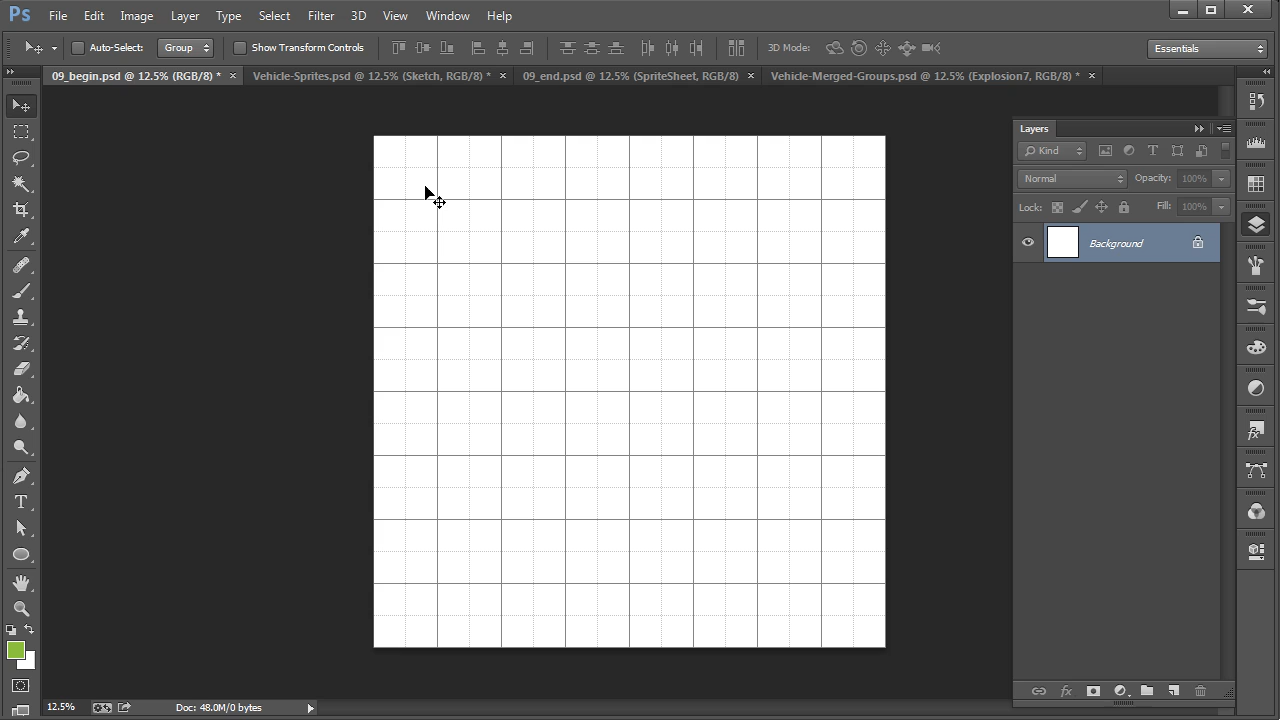 Ps File Edit Image Layer Type Select Filter 3D View Window Help
Auto-Select: Group Show Transform Controls 3D Mode: Essentials
09_begin.psd @ 12.5% (RGB/8) * × Vehicle-Sprites.psd @ 12.5% (Sketch, RGB/8) * × 09_end.psd @ 12.5% (SpriteSheet, RGB/8) × Vehicle-Merged-Groups.psd @ 12.5% (Explosion7, RGB/8) * ×
Layers
Kind
Normal Opacity: 100%
Lock: Fill: 100%
Background
12.5% Doc: 48.0M/0 bytes